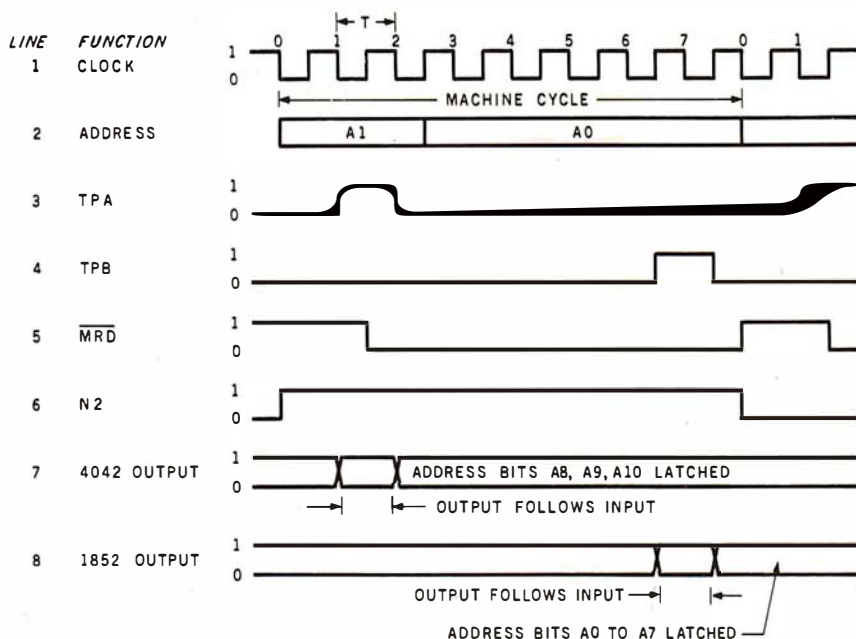 T
LINE FUNCTION
0 1 2 3 4 5 6 7 0 1
1 CLOCK 1 0
MACHINE CYCLE
2 ADDRESS A1 A0
3 TPA 1 0
4 TPB 1 0
5 MRD 1 0
6 N2 1 0
7 4042 OUTPUT 1 0 ADDRESS BITS A8, A9, A10 LATCHED
OUTPUT FOLLOWS INPUT
8 1852 OUTPUT 1 0
OUTPUT FOLLOWS INPUT
ADDRESS BITS A0 TO A7 LATCHED